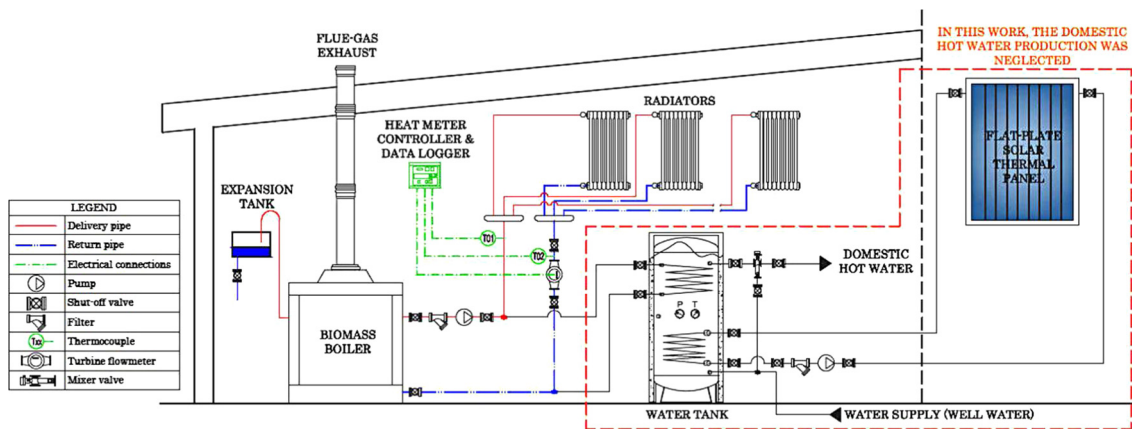 FLUE-GAS
EXHAUST
IN THIS WORK, THE DOMESTIC
HOT WATER PRODUCTION WAS
NEGLECTED
RADIATORS
HEAT METER
CONTROLLER &
DATA LOGGER
FLAT-PLATE
SOLAR
THERMAL
PANEL
EXPANSION
TANK
LEGEND
Delivery pipe
Return pipe
Electrical connections
Pump
Shut-off valve
Filter
Txx
Thermocouple
Turbine flowmeter
Mixer valve
T01
T02
DOMESTIC
HOT WATER
P T
BIOMASS
BOILER
WATER TANK
WATER SUPPLY (WELL WATER)